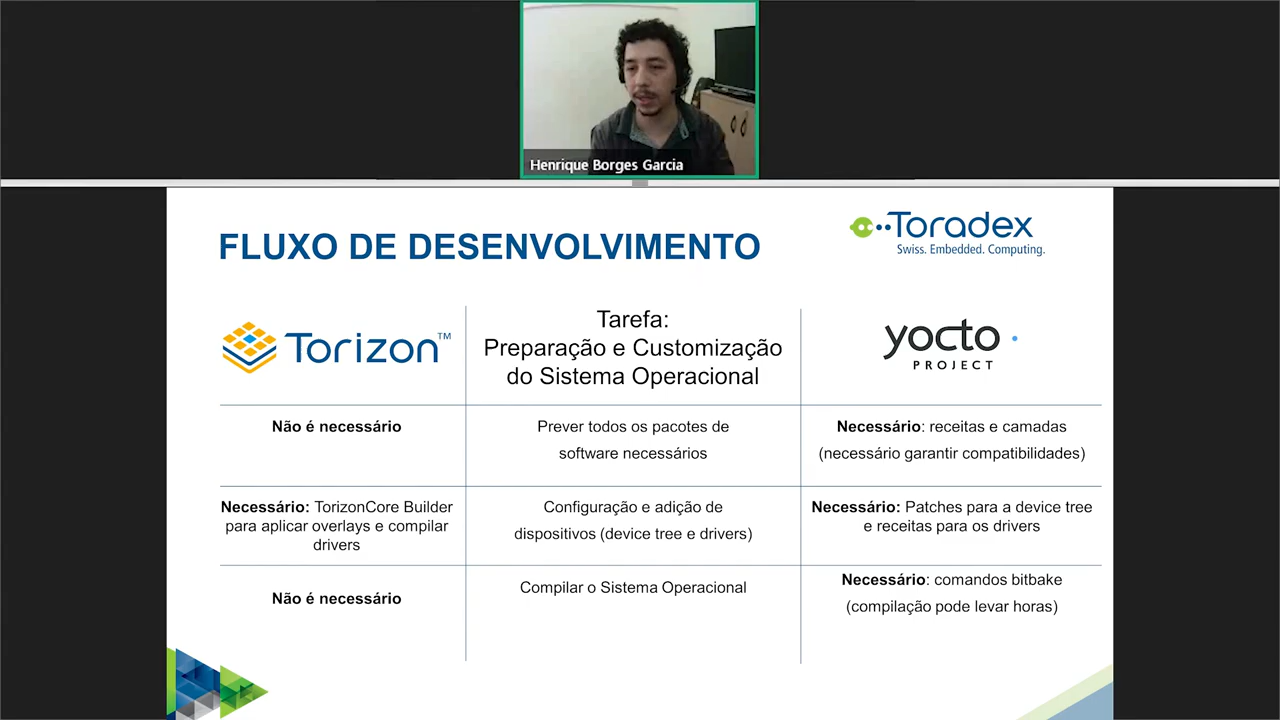 Henrique Borges Garcia
FLUXO DE DESENVOLVIMENTO
Toradex
Swiss. Embedded. Computing.
Torizon™
Tarefa:
Preparação e Customização
do Sistema Operacional
yocto
PROJECT
Não é necessário
Prever todos os pacotes de
software necessários
Necessário: receitas e camadas
(necessário garantir compatibilidades)
Necessário: TorizonCore Builder
para aplicar overlays e compilar
drivers
Configuração e adição de
dispositivos (device tree e drivers)
Necessário: Patches para a device tree
e receitas para os drivers
Não é necessário
Compilar o Sistema Operacional
Necessário: comandos bitbake
(compilação pode levar horas)